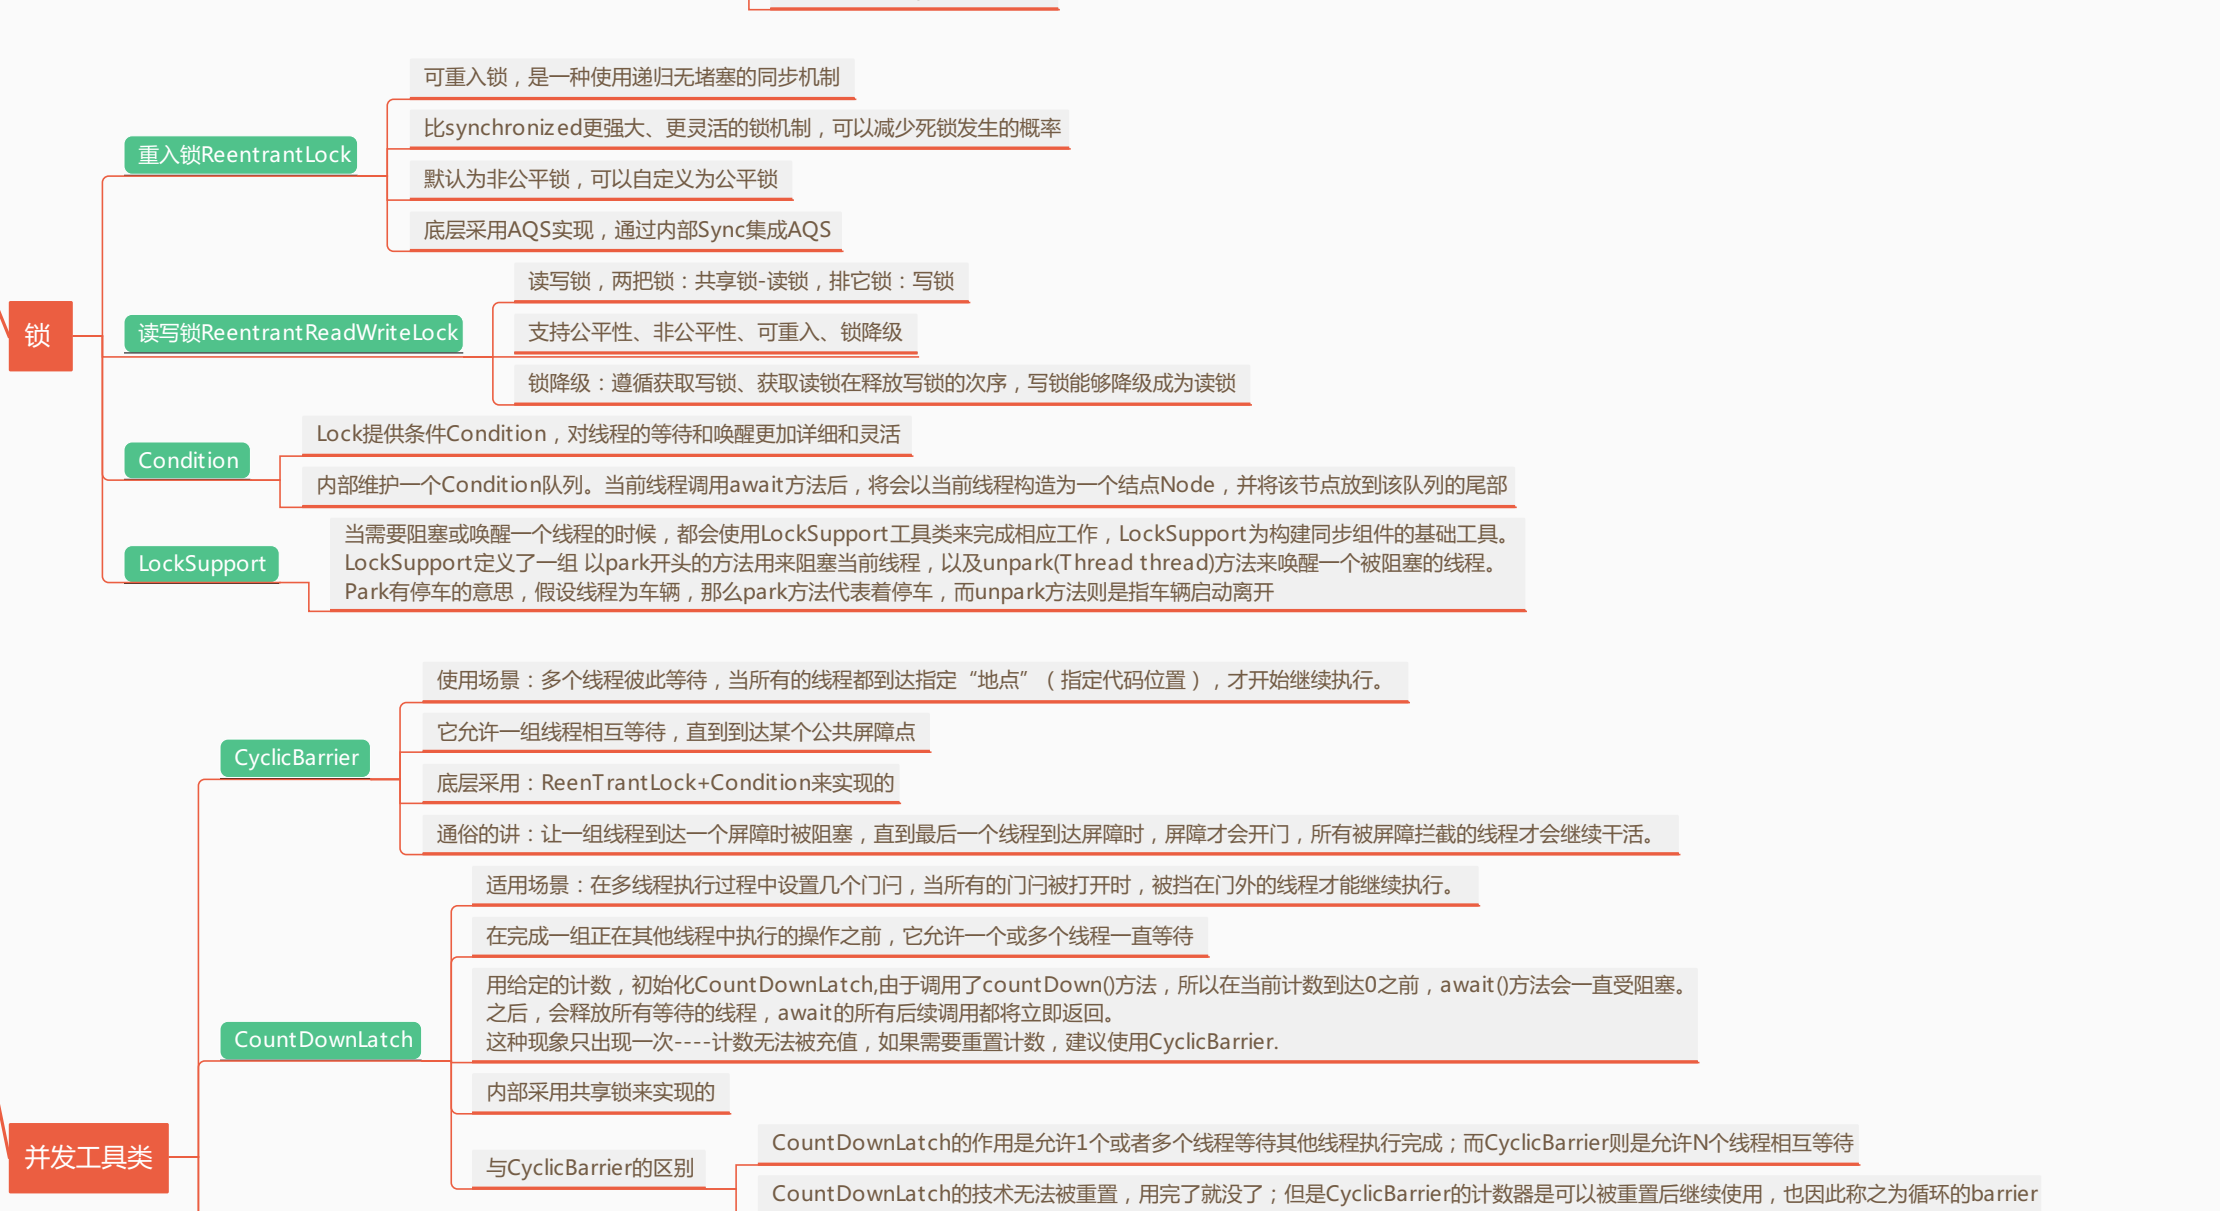 锁
重入锁ReentrantLock
可重入锁，是一种使用递归无堵塞的同步机制
比synchronized更强大、更灵活的锁机制，可以减少死锁发生的概率
默认为非公平锁，可以自定义为公平锁
底层采用AQS实现，通过内部Sync集成AQS
读写锁ReentrantReadWriteLock
读写锁，两把锁：共享锁-读锁，排它锁：写锁
支持公平性、非公平性、可重入、锁降级
锁降级：遵循获取写锁、获取读锁在释放写锁的次序，写锁能够降级成为读锁
Condition
Lock提供条件Condition，对线程的等待和唤醒更加详细和灵活
内部维护一个Condition队列。当前线程调用await方法后，将会以当前线程构造为一个结点Node，并将该节点放到该队列的尾部
LockSupport
当需要阻塞或唤醒一个线程的时候，都会使用LockSupport工具类来完成相应工作，LockSupport为构建同步组件的基础工具。
LockSupport定义了一组 以park开头的方法用来阻塞当前线程，以及unpark(Thread thread)方法来唤醒一个被阻塞的线程。
Park有停车的意思，假设线程为车辆，那么park方法代表着停车，而unpark方法则是指车辆启动离开
并发工具类
CyclicBarrier
使用场景：多个线程彼此等待，当所有的线程都到达指定“地点”（指定代码位置），才开始继续执行。
它允许一组线程相互等待，直到到达某个公共屏障点
底层采用：ReenTrantLock+Condition来实现的
通俗的讲：让一组线程到达一个屏障时被阻塞，直到最后一个线程到达屏障时，屏障才会开门，所有被屏障拦截的线程才会继续干活。
CountDownLatch
适用场景：在多线程执行过程中设置几个门闩，当所有的门闩被打开时，被挡在门外的线程才能继续执行。
在完成一组正在其他线程中执行的操作之前，它允许一个或多个线程一直等待
用给定的计数，初始化CountDownLatch,由于调用了countDown()方法，所以在当前计数到达0之前，await()方法会一直受阻塞。
之后，会释放所有等待的线程，await的所有后续调用都将立即返回。
这种现象只出现一次----计数无法被充值，如果需要重置计数，建议使用CyclicBarrier.
内部采用共享锁来实现的
与CyclicBarrier的区别
CountDownLatch的作用是允许1个或者多个线程等待其他线程执行完成；而CyclicBarrier则是允许N个线程相互等待
CountDownLatch的技术无法被重置，用完了就没了；但是CyclicBarrier的计数器是可以被重置后继续使用，也因此称之为循环的barrier